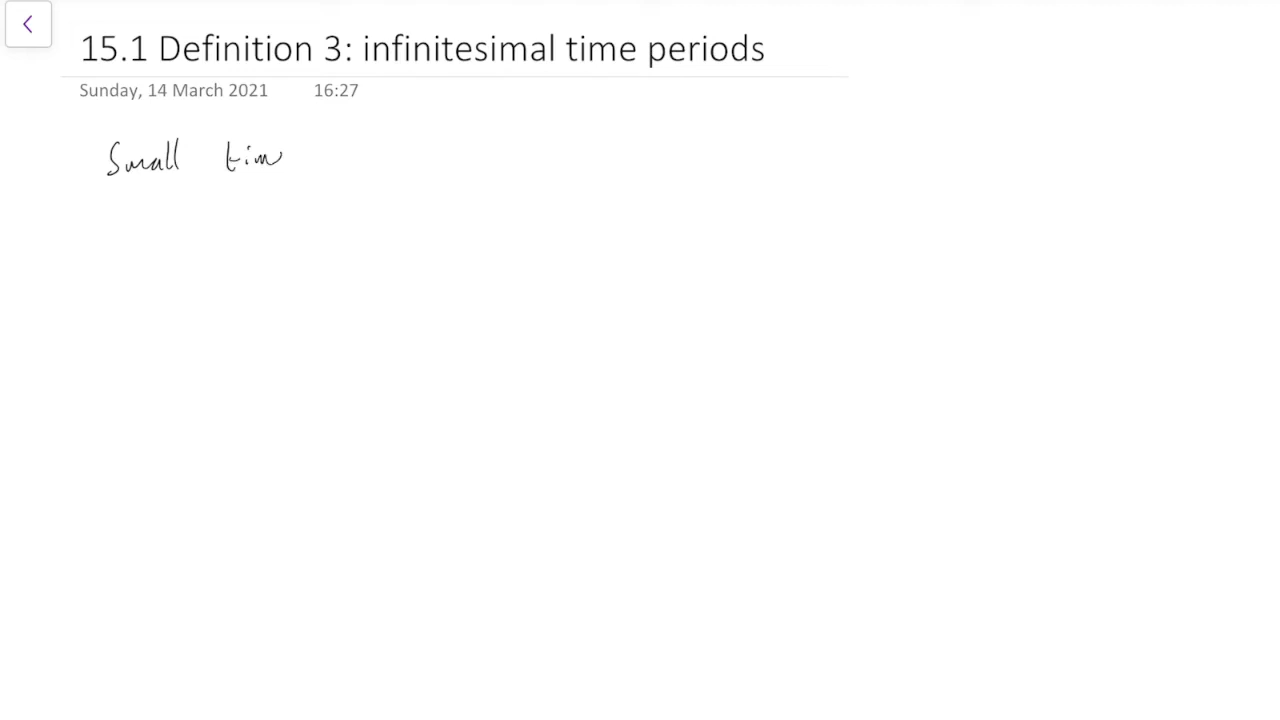 15.1 Definition 3: infinitesimal time periods
Sunday, 14 March 2021 16:27
Small tim